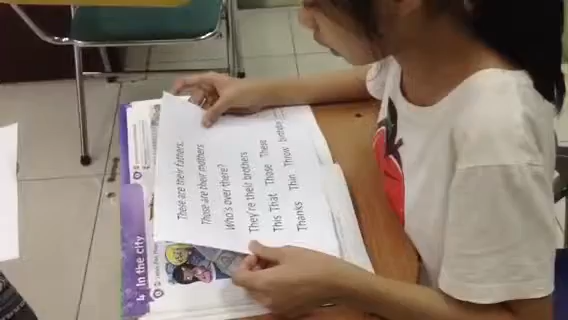 These are their fathers.
Those are their mothers
Who's over there?
They're their brothers
This That Those These
Thanks Thin Throw
4 In the city